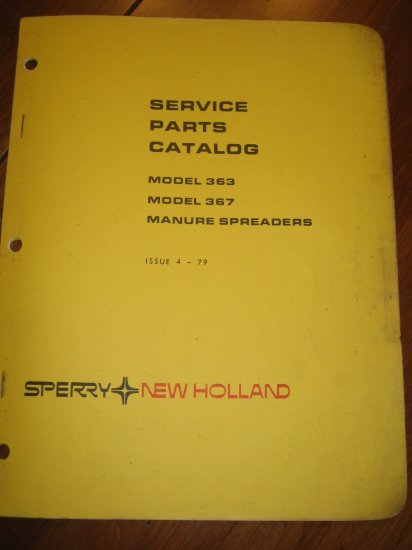 SERVICE
PARTS
CATALOG
MODEL 363
MODEL 367
MANURE SPREADERS
ISSUE 4 - 79
SPERRY NEW HOLLAND